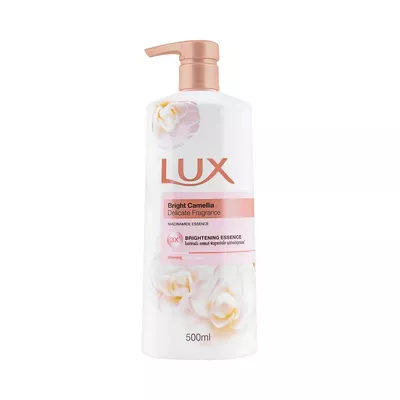 LUX
Bright Camellia
Delicate Fragrance
NIACINAMIDE ESSENCE
BRIGHTENING ESSENCE
500ml